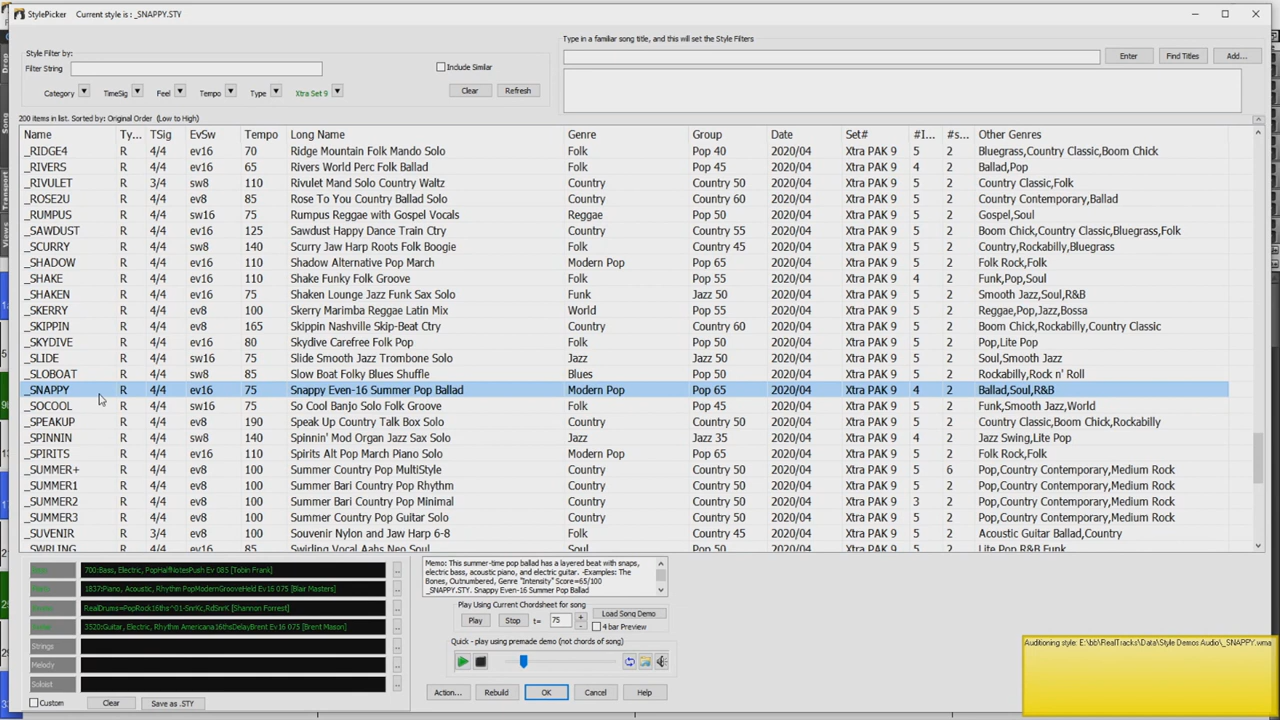 StylePicker Current style is : _SNAPPY.STY
Style Filter by:
Filter String
Include Similar
Category TimeSig Feel Tempo Type Xtra Set 9 Clear Refresh
Type in a familiar song title, and this will set the Style Filters
Enter Find Titles Add...
200 items in list. Sorted by: Original Order (Low to High)
Name Ty... TSig EvSw Tempo Long Name Genre Group Date Set# #I... #s... Other Genres
_RIDGE4 R 4/4 ev16 70 Ridge Mountain Folk Mando Solo Folk Pop 40 2020/04 Xtra PAK 9 5 2 Bluegrass,Country Classic,Boom Chick
_RIVERS R 4/4 ev16 65 Rivers World Perc Folk Ballad Folk Pop 45 2020/04 Xtra PAK 9 4 2 Ballad,Pop
_RIVULET R 3/4 sw8 110 Rivulet Mand Solo Country Waltz Country Country 50 2020/04 Xtra PAK 9 5 2 Country Classic,Folk
_ROSE2U R 4/4 ev8 85 Rose To You Country Ballad Solo Country Country 60 2020/04 Xtra PAK 9 5 2 Country Contemporary,Ballad
_RUMPUS R 4/4 sw16 75 Rumpus Reggae with Gospel Vocals Reggae Pop 50 2020/04 Xtra PAK 9 5 2 Gospel,Soul
_SAWDUST R 4/4 ev16 125 Sawdust Happy Dance Train Ctry Country Country 50 2020/04 Xtra PAK 9 5 2 Boom Chick,Country Classic,Bluegrass,Folk
_SCURRY R 4/4 sw8 140 Scurry Jaw Harp Roots Folk Boogie Folk Country 45 2020/04 Xtra PAK 9 5 2 Country,Rockabilly,Bluegrass
_SHADOW R 4/4 ev16 110 Shadow Alternative Pop March Modern Pop Pop 60 2020/04 Xtra PAK 9 5 2 Folk Rock,Folk
_SHAKE R 4/4 ev16 110 Shake Funky Folk Groove Folk Pop 55 2020/04 Xtra PAK 9 5 2 Funk,Pop,Soul
_SHAKEN R 4/4 ev16 75 Shaken Lounge Jazz Funk Sax Solo Funk Jazz 50 2020/04 Xtra PAK 9 5 2 Smooth Jazz,Soul,R&B
_SKERRY R 4/4 ev8 100 Skerry Marimba Reggae Latin Mix World Pop 50 2020/04 Xtra PAK 9 5 2 Reggae,Pop,Jazz,Bossa
_SKIPPIN R 4/4 ev8 165 Skippin Nashville Skip-Beat Ctry Country Country 60 2020/04 Xtra PAK 9 5 2 Boom Chick,Rockabilly,Country Classic
_SKYDIVE R 4/4 ev16 80 Skydive Carefree Folk Pop Folk Pop 50 2020/04 Xtra PAK 9 5 2 Pop,Lite Pop
_SLIDE R 4/4 sw16 75 Slide Smooth Jazz Trombone Solo Jazz Jazz 50 2020/04 Xtra PAK 9 5 2 Soul,Smooth Jazz
_SLOBOAT R 4/4 sw8 85 Slow Boat Folky Blues Shuffle Blues Pop 50 2020/04 Xtra PAK 9 5 2 Rockabilly,Rock n' Roll
_SNAPPY R 4/4 ev16 75 Snappy Even-16 Summer Pop Ballad Modern Pop Pop 65 2020/04 Xtra PAK 9 4 2 Ballad,Soul,R&B
_SOCOOL R 4/4 sw16 75 So Cool Banjo Solo Folk Groove Folk Pop 45 2020/04 Xtra PAK 9 5 2 Funk,Smooth Jazz,World
_SPEAKUP R 4/4 ev8 190 Speak Up Country Talk Box Solo Country Country 60 2020/04 Xtra PAK 9 5 2 Country,Boom Chick,Rockabilly
_SPINNIN R 4/4 sw8 140 Spinnin' Mod Organ Jazz Sax Solo Jazz Jazz 35 2020/04 Xtra PAK 9 4 2 Jazz Swing,Lite Pop
_SPIRITS R 4/4 ev16 110 Spirits Alt Pop March Piano Solo Modern Pop Pop 65 2020/04 Xtra PAK 9 5 2 Folk Rock,Folk
_SUMMER+ R 4/4 ev8 100 Summer Country Pop MultiStyle Country Country 50 2020/04 Xtra PAK 9 5 6 Pop,Country Contemporary,Medium Rock
_SUMMER1 R 4/4 ev8 100 Summer Bari Country Pop Rhythm Country Country 50 2020/04 Xtra PAK 9 5 2 Pop,Country Contemporary,Medium Rock
_SUMMER2 R 4/4 ev8 100 Summer Bari Country Pop Minimal Country Country 50 2020/04 Xtra PAK 9 3 2 Pop,Country Contemporary,Medium Rock
_SUMMER3 R 4/4 ev8 100 Summer Country Pop Guitar Solo Country Country 50 2020/04 Xtra PAK 9 5 2 Pop,Country Contemporary,Medium Rock
_SUVENIR R 3/4 ev8 140 Souvenir Nylon and Jaw Harp 6-8 Folk Country 45 2020/04 Xtra PAK 9 5 2 Acoustic Guitar Ballad,Country
_SWRLING R 4/4 ev16 85 Swirling Vocal Aahs Neo Soul Soul Pop 50 2020/04 Xtra PAK 9 5 2 Lite Pop,R&B,Funk
Bass 700:Bass, Electric, PopHalfNotesPush Ev 085 [Tobin Frank]
Piano 1837:Piano, Acoustic, Rhythm PopModernGrooveHeld Ev16 075 [Blair Masters]
Drums RealDrums=PopRock16ths^01-SnrKc,RdSnrK [Shannon Forrest]
Guitar 3520:Guitar, Electric, Rhythm Americana16thsDelayBrent Ev16 075 [Brent Mason]
Strings
Melody
Soloist
Custom Clear Save as .STY
Memo: This summer-time pop ballad has a layered beat with snaps,
electric bass, acoustic piano, and electric guitar. -Examples: The
Bones, Outnumbered, Genre "Intensity" Score=65/100
_SNAPPY.STY. Snappy Even-16 Summer Pop Ballad
Play Using Current Chordsheet for song Load Song Demo
Play Stop t= 75 4 bar Preview
Quick - play using premade demo (not chords of song)
Action... Rebuild OK Cancel Help
Auditioning style: E:\bb\RealTracks\Data\Style Demos Audio\_SNAPPY.wma
Drop
Song
Transport
Views